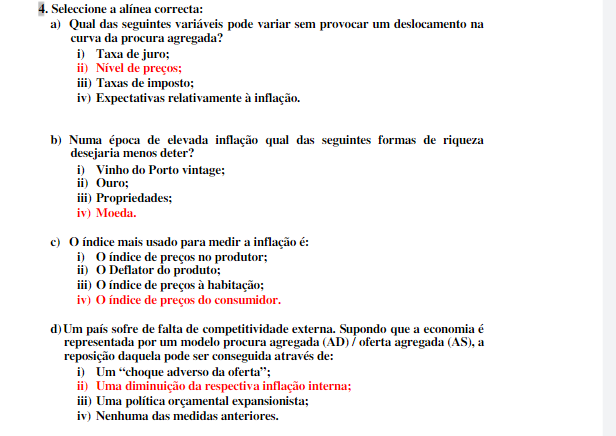 4. Seleccione a alínea correcta:
a) Qual das seguintes variáveis pode variar sem provocar um deslocamento na
curva da procura agregada?
i) Taxa de juro;
ii) Nível de preços;
iii) Taxas de imposto;
iv) Expectativas relativamente à inflação.
b) Numa época de elevada inflação qual das seguintes formas de riqueza
desejaria menos deter?
i) Vinho do Porto vintage;
ii) Ouro;
iii) Propriedades;
iv) Moeda.
c) O índice mais usado para medir a inflação é:
i) O índice de preços no produtor;
ii) O Deflator do produto;
iii) O índice de preços à habitação;
iv) O índice de preços do consumidor.
d) Um país sofre de falta de competitividade externa. Supondo que a economia é
representada por um modelo procura agregada (AD) / oferta agregada (AS), a
reposição daquela pode ser conseguida através de:
i) Um “choque adverso da oferta”;
ii) Uma diminuição da respectiva inflação interna;
iii) Uma política orçamental expansionista;
iv) Nenhuma das medidas anteriores.